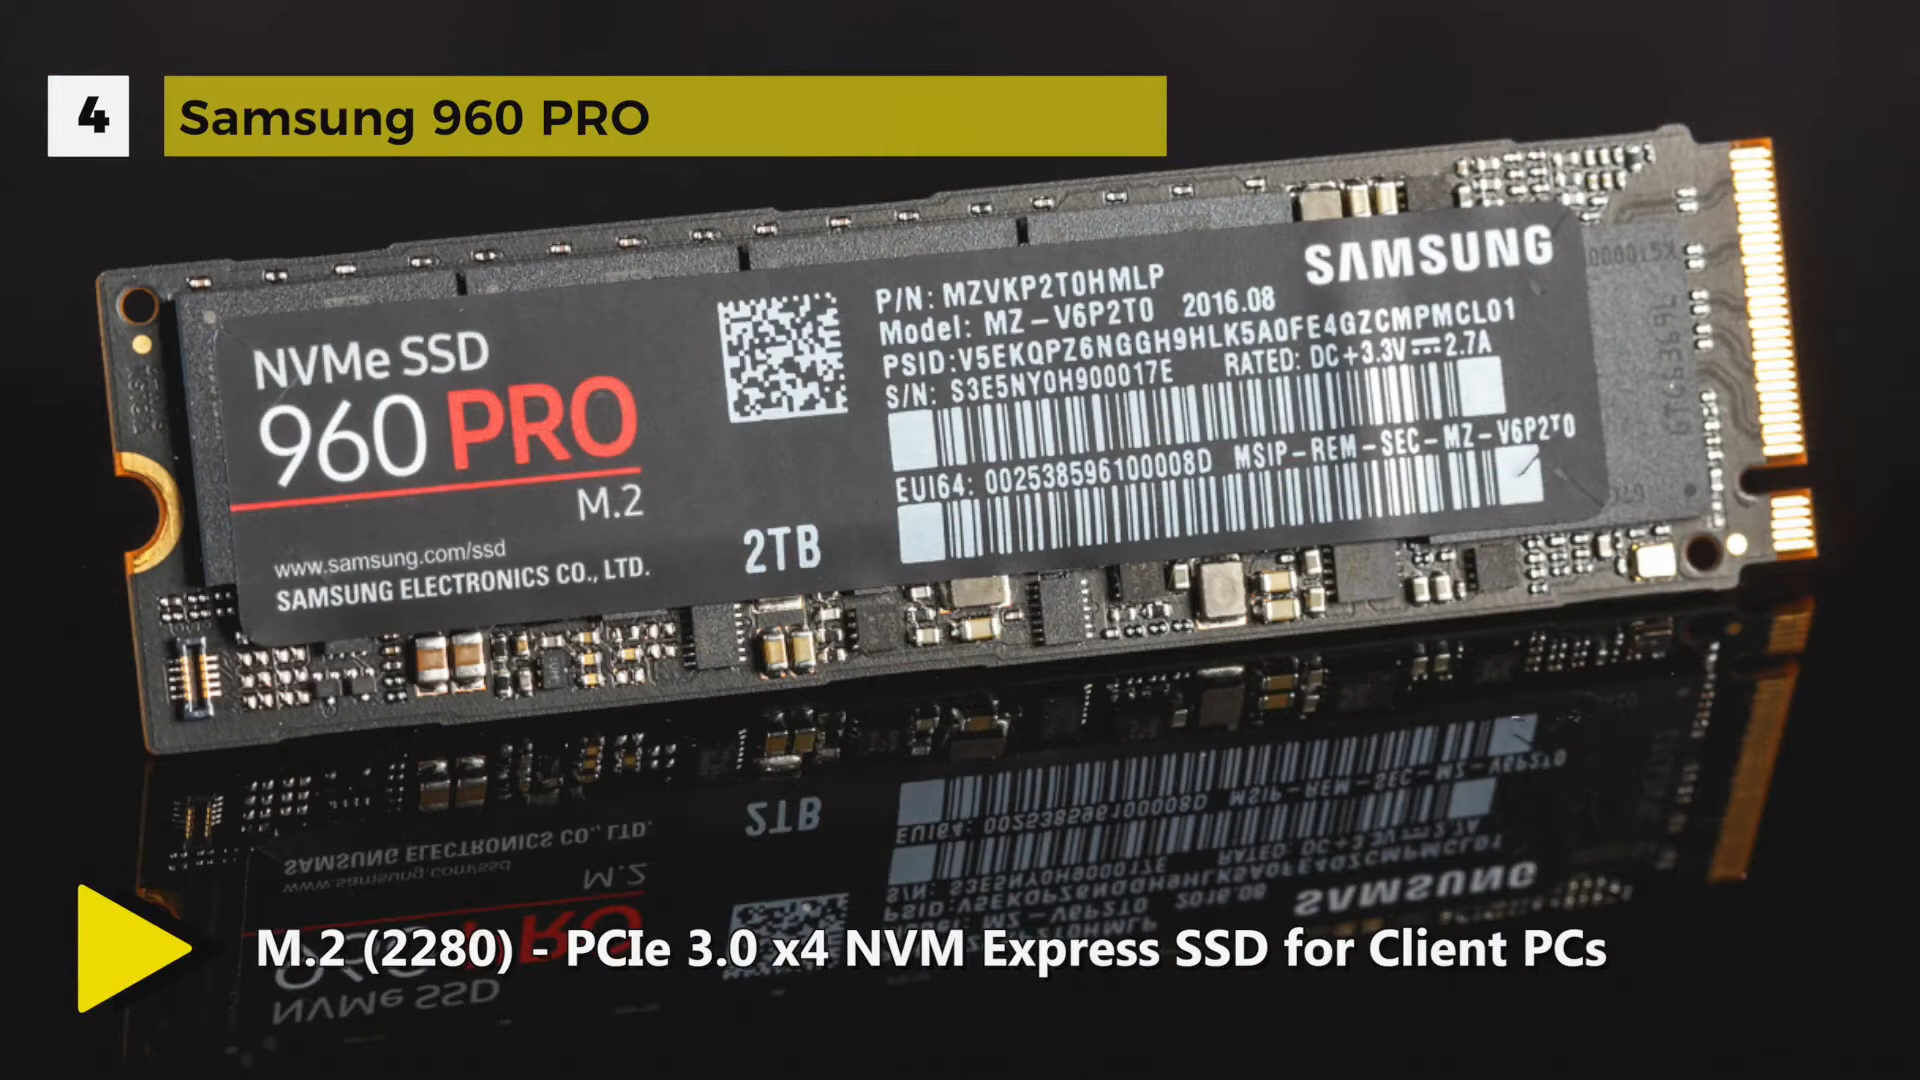 4
Samsung 960 PRO
SAMSUNG
P/N: MZVKP2T0HMLP
Model: MZ-V6P2T0 2016.08
PSID:V5EKQPZ6NGGH9HLK5A0FE4GZCMPMCL01
S/N: S3E5NY0H900017E RATED: DC+3.3V⎓2.7A
EUI64: 002538596100008D MSIP-REM-SEC-MZ-V6P2T0
NVMe SSD
960 PRO
M.2
2TB
www.samsung.com/ssd
SAMSUNG ELECTRONICS CO., LTD.
M.2 (2280) - PCIe 3.0 x4 NVM Express SSD for Client PCs